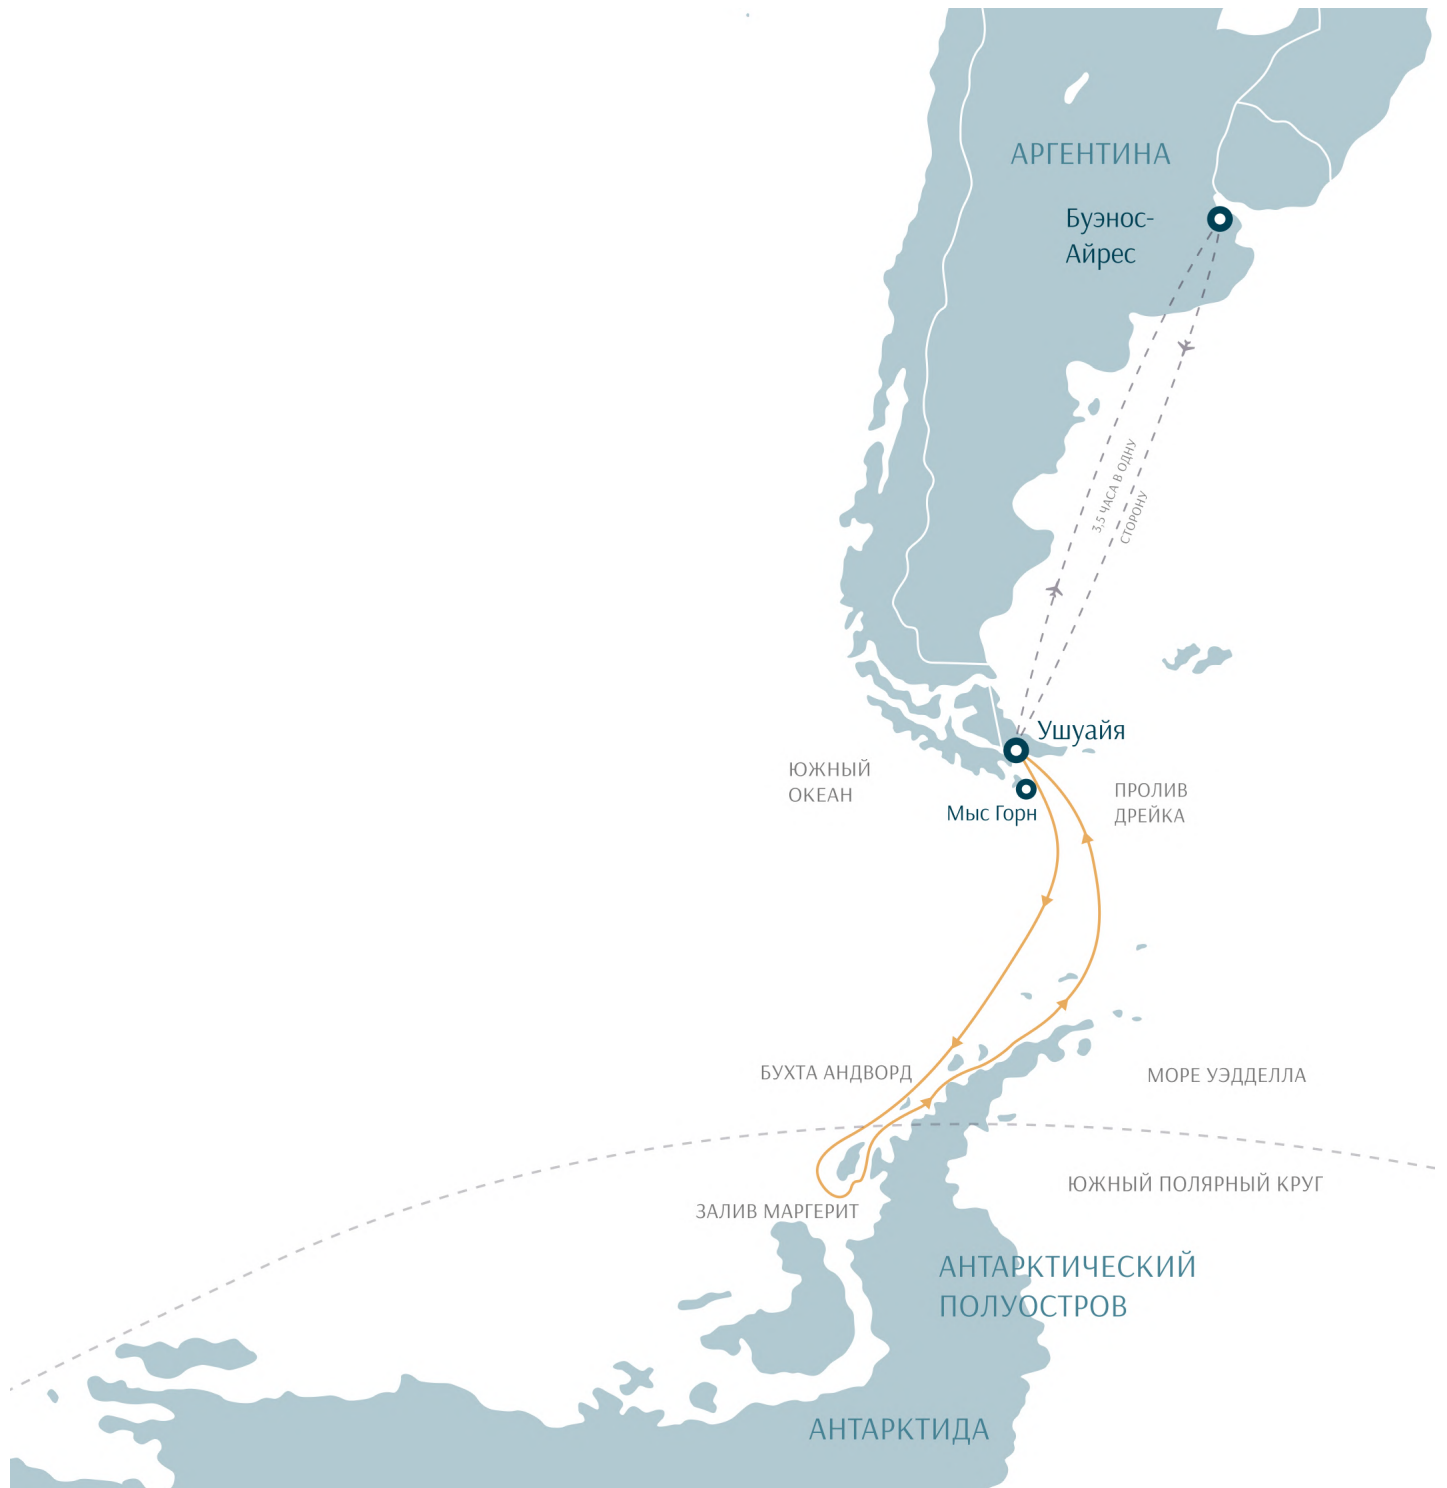 АРГЕНТИНА
Буэнос-
Айрес
3,5 ЧАСА В ОДНУ
СТОРОНУ
Ушуайя
ЮЖНЫЙ
ОКЕАН
ПРОЛИВ
ДРЕЙКА
Мыс Горн
БУХТА АНДВОРД
МОРЕ УЭДДЕЛЛА
ЮЖНЫЙ ПОЛЯРНЫЙ КРУГ
ЗАЛИВ МАРГЕРИТ
АНТАРКТИЧЕСКИЙ
ПОЛУОСТРОВ
АНТАРКТИДА